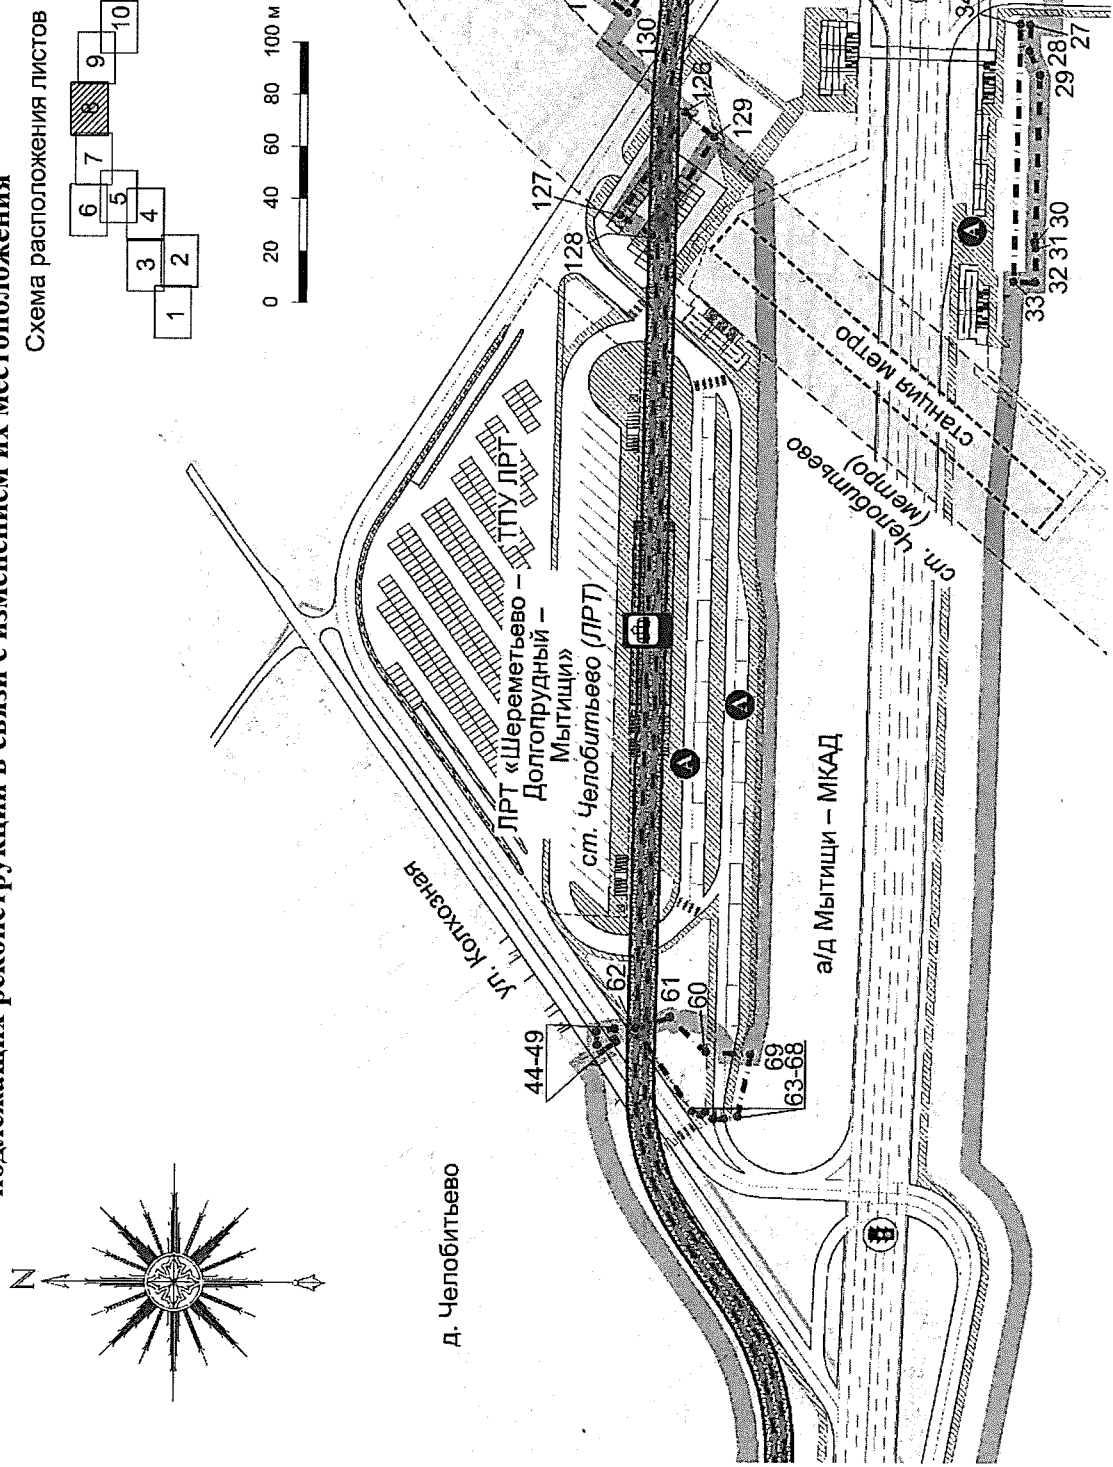 подлежащих реконструкции в связи с изменением их местоположения
Схема расположения листов
1
2
3
4
5
6
7
8
9
10
0 20 40 60 80 100 м
N
д. Челобитьево
ул. Колхозная
ЛРТ «Шереметьево –
Долгопрудный –
Мытищи»
ст. Челобитьево (ЛРТ)
ТПУ ЛРТ
44-49
62
61
60
69
63-68
127
128
126
129
130
1
А
А
А
а/д Мытищи – МКАД
ст. Челобитьево
(метро)
станция метро
34
27
28
29
30
31
32
33